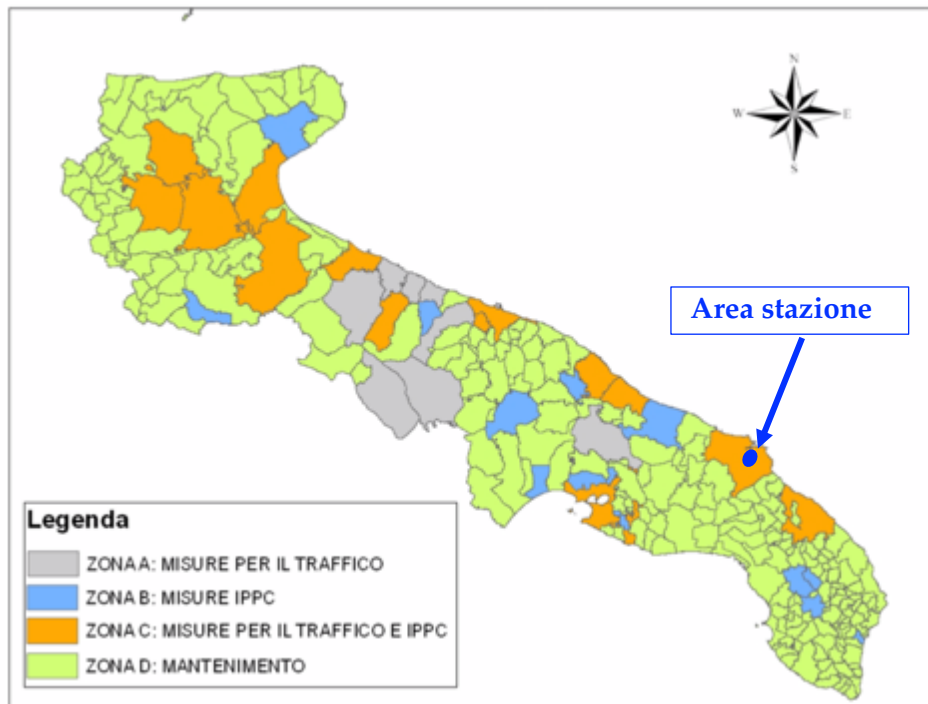 N
W E
S
Area stazione
Legenda
ZONA A: MISURE PER IL TRAFFICO
ZONA B: MISURE IPPC
ZONA C: MISURE PER IL TRAFFICO E IPPC
ZONA D: MANTENIMENTO